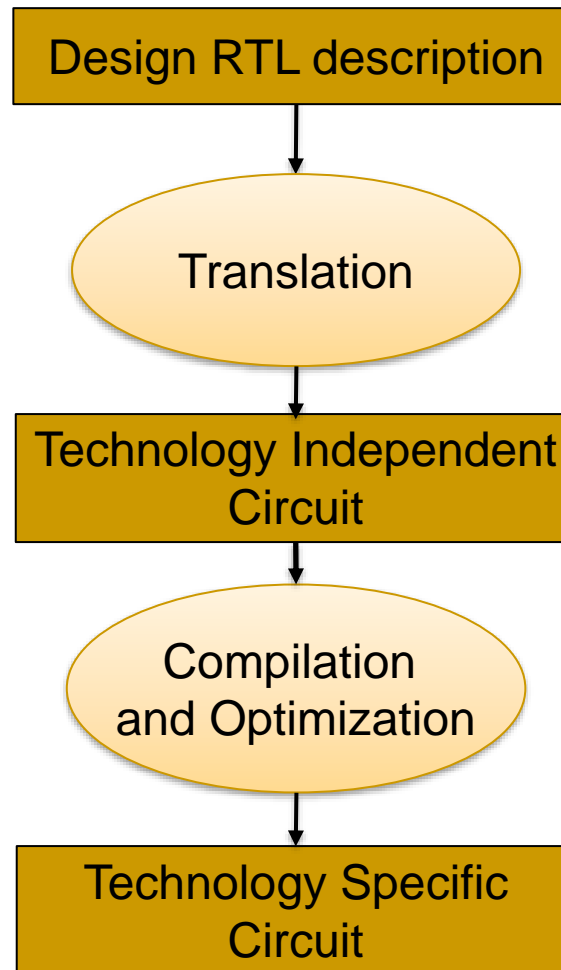 Design RTL description
Translation
Technology Independent
Circuit
Compilation
and Optimization
Technology Specific
Circuit